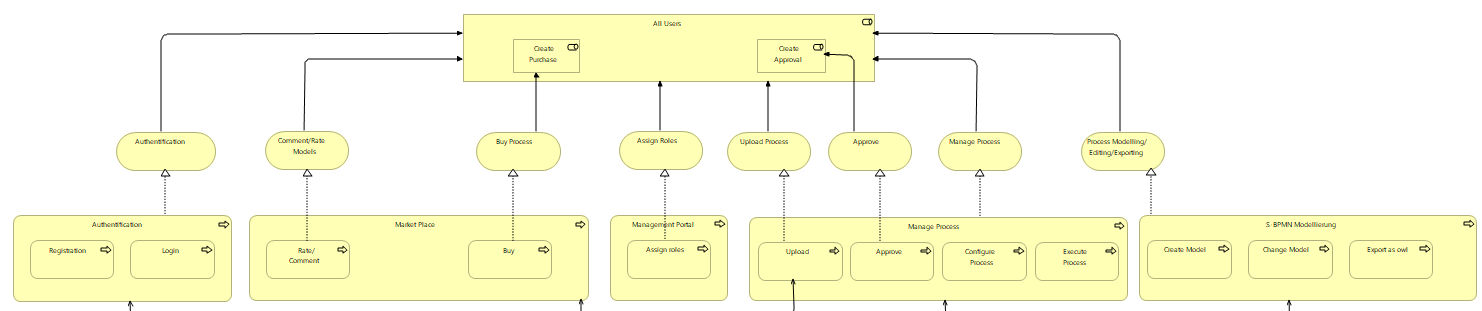 All Users
Create
Purchase
Create
Approval
Authentification
Comment/Rate
Models
Buy Process
Assign Roles
Upload Process
Approve
Manage Process
Process Modelling/
Editing/Exporting
Authentification
Registration
Login
Market Place
Rate/
Comment
Buy
Management Portal
Assign roles
Manage Process
Upload
Approve
Configure
Process
Execute
Process
S-BPMN Modellierung
Create Model
Change Model
Export as owl